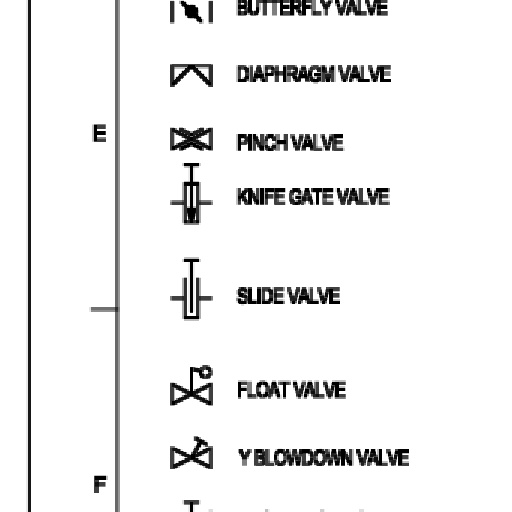 BUTTERFLY VALVE
DIAPHRAGM VALVE
E
PINCH VALVE
KNIFE GATE VALVE
SLIDE VALVE
FLOAT VALVE
Y BLOWDOWN VALVE
F